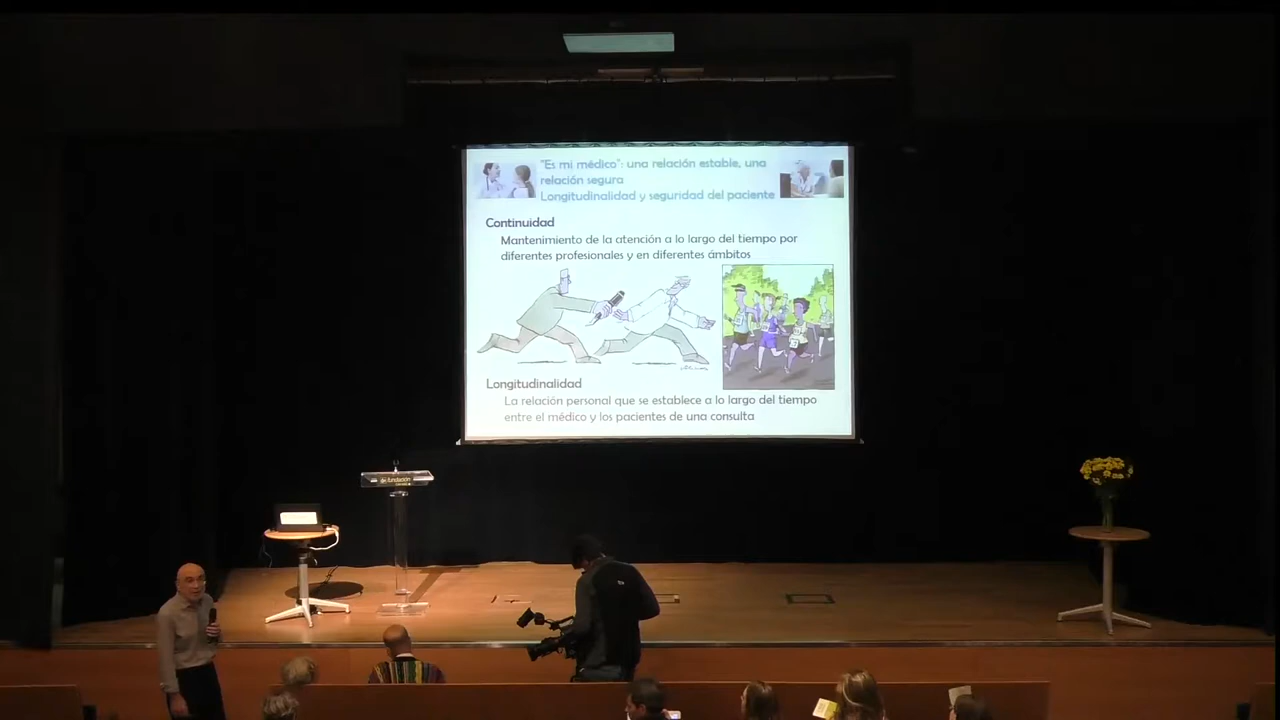 "Es mi médico": una relación estable, una
relación segura
Longitudinalidad y seguridad del paciente
Continuidad
Mantenimiento de la atención a lo largo del tiempo por
diferentes profesionales y en diferentes ámbitos
Longitudinalidad
La relación personal que se establece a lo largo del tiempo
entre el médico y los pacientes de una consulta
fundación